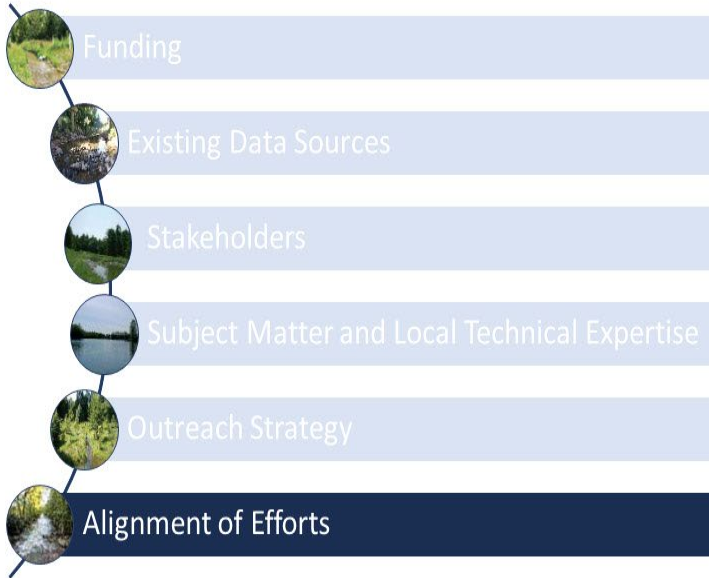 Funding
Existing Data Sources
Stakeholders
Subject Matter and Local Technical Expertise
Outreach Strategy
Alignment of Efforts